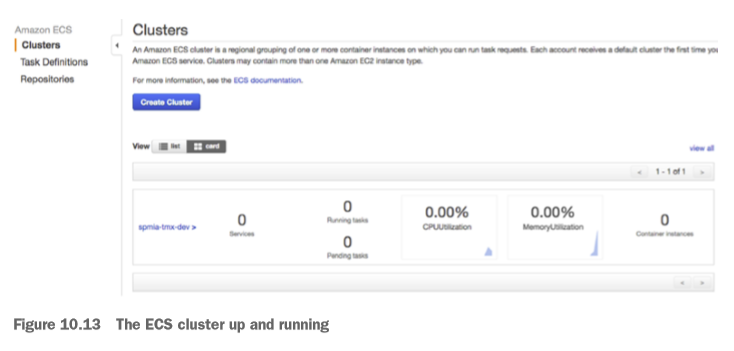 Amazon ECS
Clusters
Task Definitions
Repositories
Clusters
An Amazon ECS cluster is a regional grouping of one or more container instances on which you can run task requests. Each account receives a default cluster the first time you
Amazon ECS service. Clusters may contain more than one Amazon EC2 instance type.
For more information, see the ECS documentation.
Create Cluster
View list card
view all
< 1-1 of 1 >
spmia-tmx-dev >
0
Services
0
Running tasks
0
Pending tasks
0.00%
CPUUtilization
0.00%
MemoryUtilization
0
Container instances
< >
Figure 10.13 The ECS cluster up and running